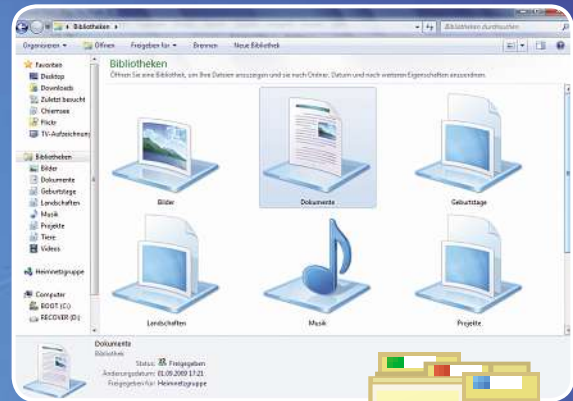 Bibliotheken
Bibliotheken durchsuchen
Organisieren
Öffnen
Freigeben für
Brennen
Neue Bibliothek
Favoriten
Desktop
Downloads
Zuletzt besucht
Chiemsee
Flickr
TV-Aufzeichnung
Bibliotheken
Bilder
Dokumente
Geburtstage
Landschaften
Musik
Projekte
Tiere
Videos
Heimnetzgruppe
Computer
BOOT (C:)
RECOVER (D:)
Bibliotheken
Öffnen Sie eine Bibliothek, um Ihre Dateien anzuzeigen und sie nach Ordner, Datum und nach weiteren Eigenschaften anzuordnen.
Bilder
Dokumente
Geburtstage
Landschaften
Musik
Projekte
Dokumente
Bibliothek
Status: Freigegeben
Änderungsdatum: 01.09.2009 17:21
Freigegeben für: Heimnetzgruppe